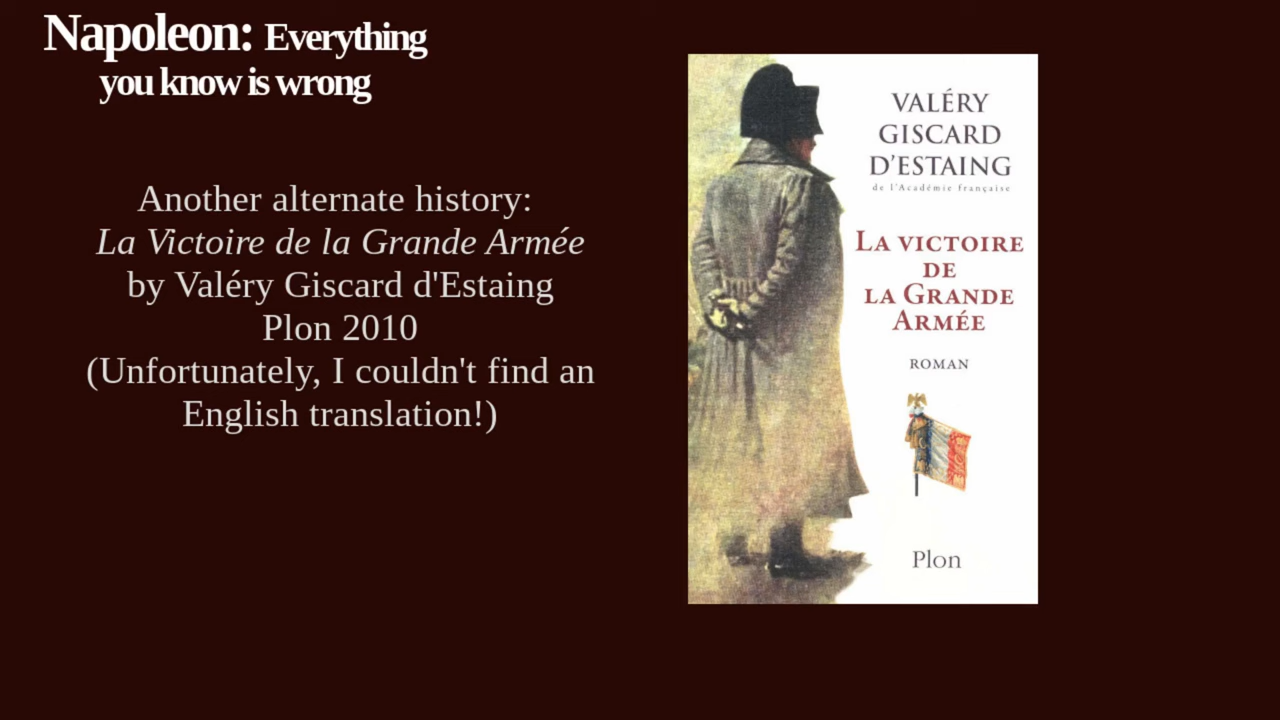 Napoleon: Everything
you know is wrong
Another alternate history:
La Victoire de la Grande Armée
by Valéry Giscard d'Estaing
Plon 2010
(Unfortunately, I couldn't find an
English translation!)
VALÉRY
GISCARD
D'ESTAING
de l'Académie française
LA VICTOIRE
DE
LA GRANDE
ARMÉE
ROMAN
Plon